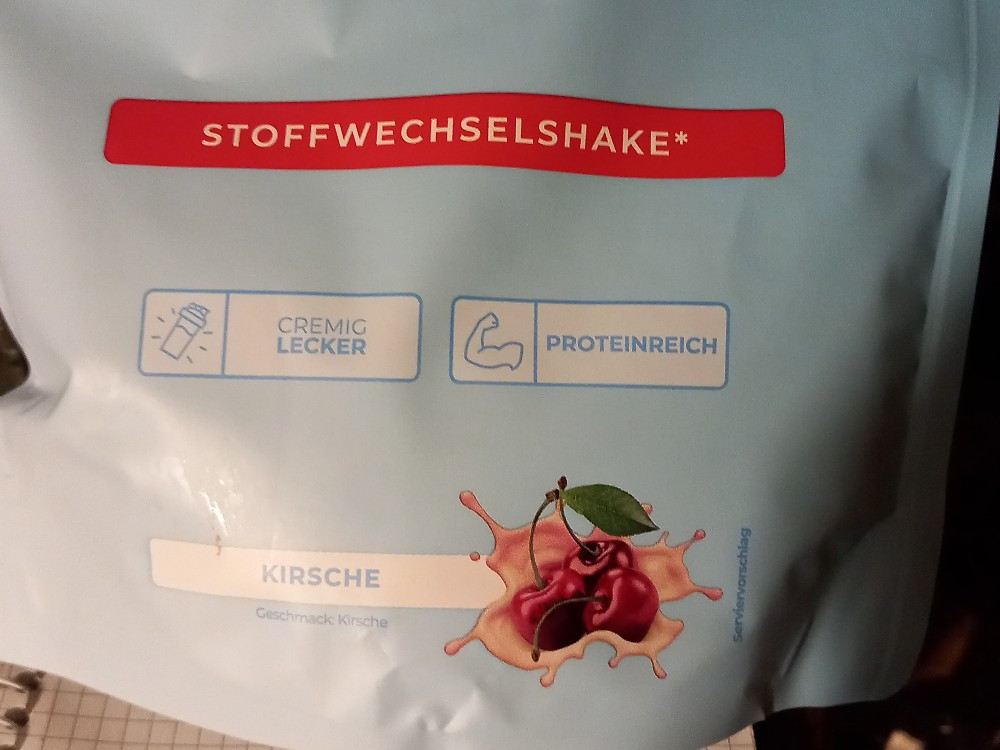 STOFFWECHSELSHAKE*
CREMIG
LECKER
PROTEINREICH
KIRSCHE
Geschmack: Kirsche
Serviervorschlag